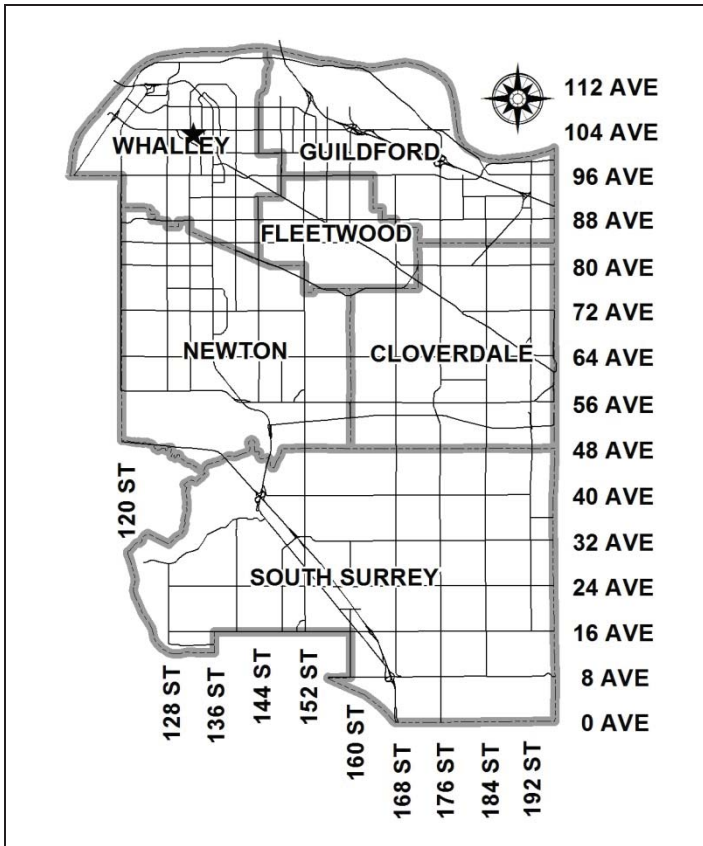 112 AVE
104 AVE
WHALLEY
GUILDFORD
96 AVE
88 AVE
FLEETWOOD
80 AVE
72 AVE
NEWTON
CLOVERDALE
64 AVE
56 AVE
48 AVE
120 ST
40 AVE
32 AVE
SOUTH SURREY
24 AVE
16 AVE
128 ST
136 ST
144 ST
152 ST
8 AVE
160 ST
0 AVE
168 ST
176 ST
184 ST
192 ST